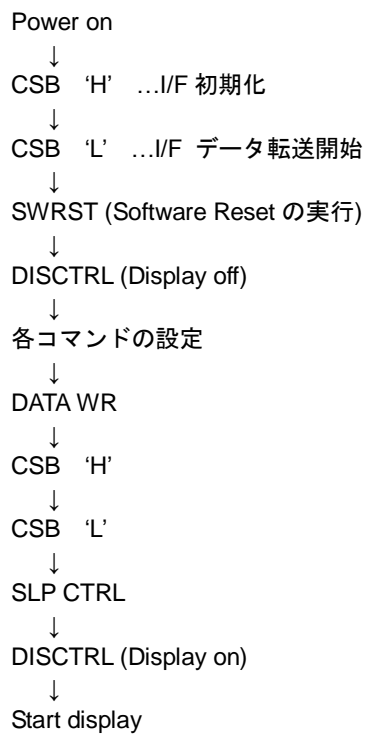 Power on
↓
CSB 'H' …I/F 初期化
↓
CSB 'L' …I/F データ転送開始
↓
SWRST (Software Reset の実行)
↓
DISCTRL (Display off)
↓
各コマンドの設定
↓
DATA WR
↓
CSB 'H'
↓
CSB 'L'
↓
SLP CTRL
↓
DISCTRL (Display on)
↓
Start display